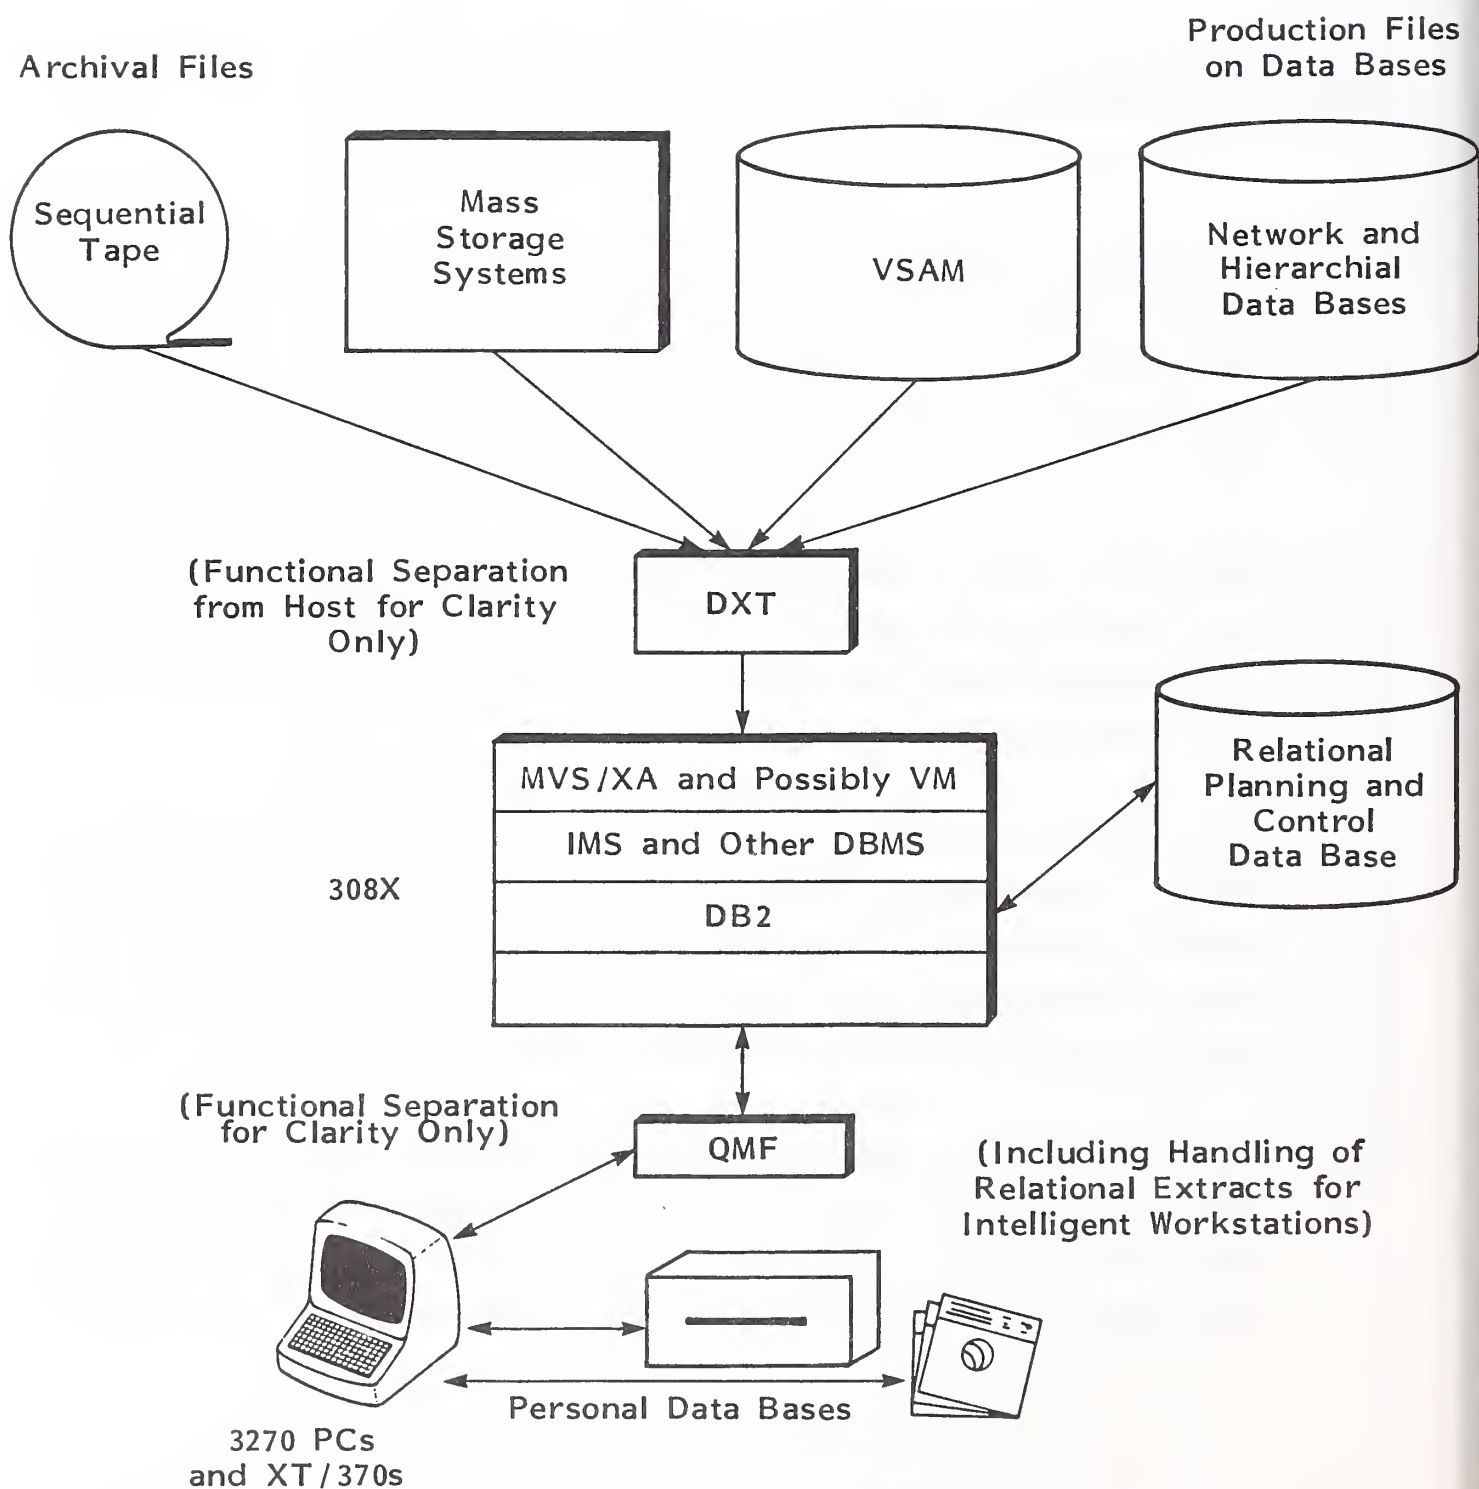 Archival Files
Production Files
on Data Bases
Sequential
Tape
Mass
Storage
Systems
VSAM
Network and
Hierarchial
Data Bases
(Functional Separation
from Host for Clarity
Only)
DXT
MVS/XA and Possibly VM
IMS and Other DBMS
308X
DB2
Relational
Planning and
Control
Data Base
(Functional Separation
for Clarity Only)
QMF
(Including Handling of
Relational Extracts for
Intelligent Workstations)
Personal Data Bases
3270 PCs
and XT/370s